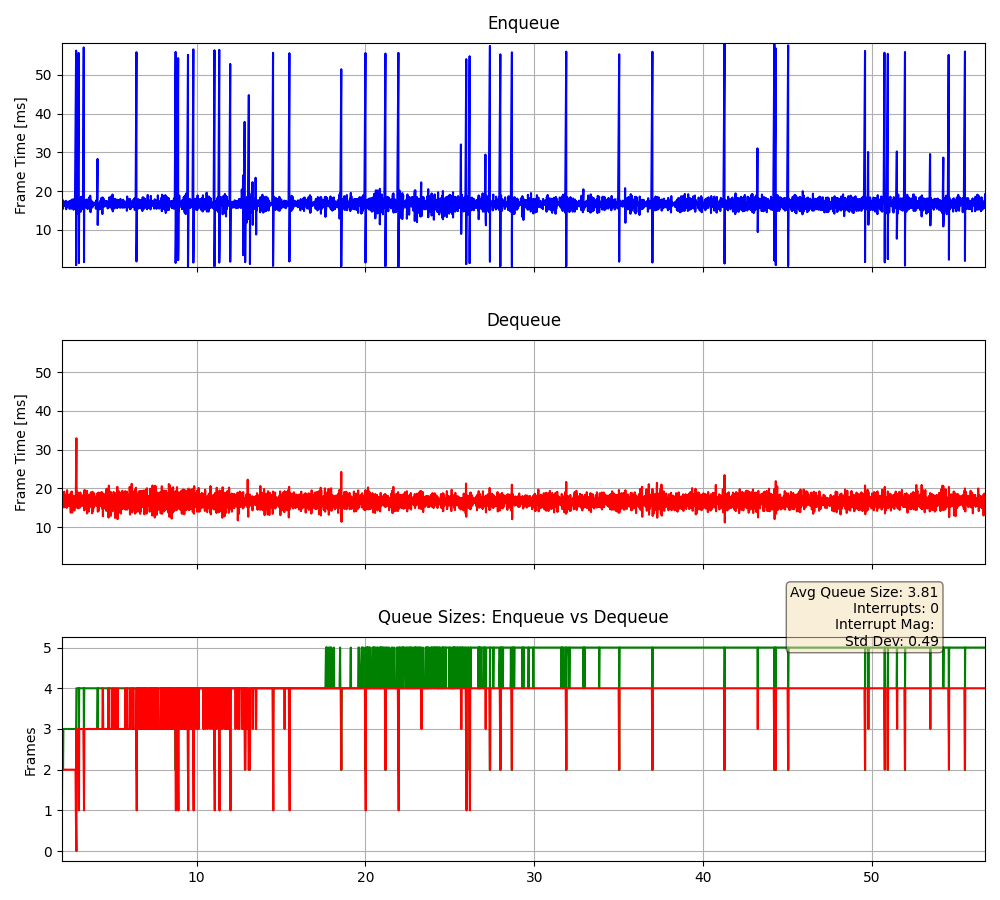 Enqueue
Frame Time [ms]
50
40
30
20
10
Dequeue
Frame Time [ms]
50
40
30
20
10
Avg Queue Size: 3.81
Interrupts: 0
Interrupt Mag:
Std Dev: 0.49
Queue Sizes: Enqueue vs Dequeue
Frames
5
4
3
2
1
0
10 20 30 40 50